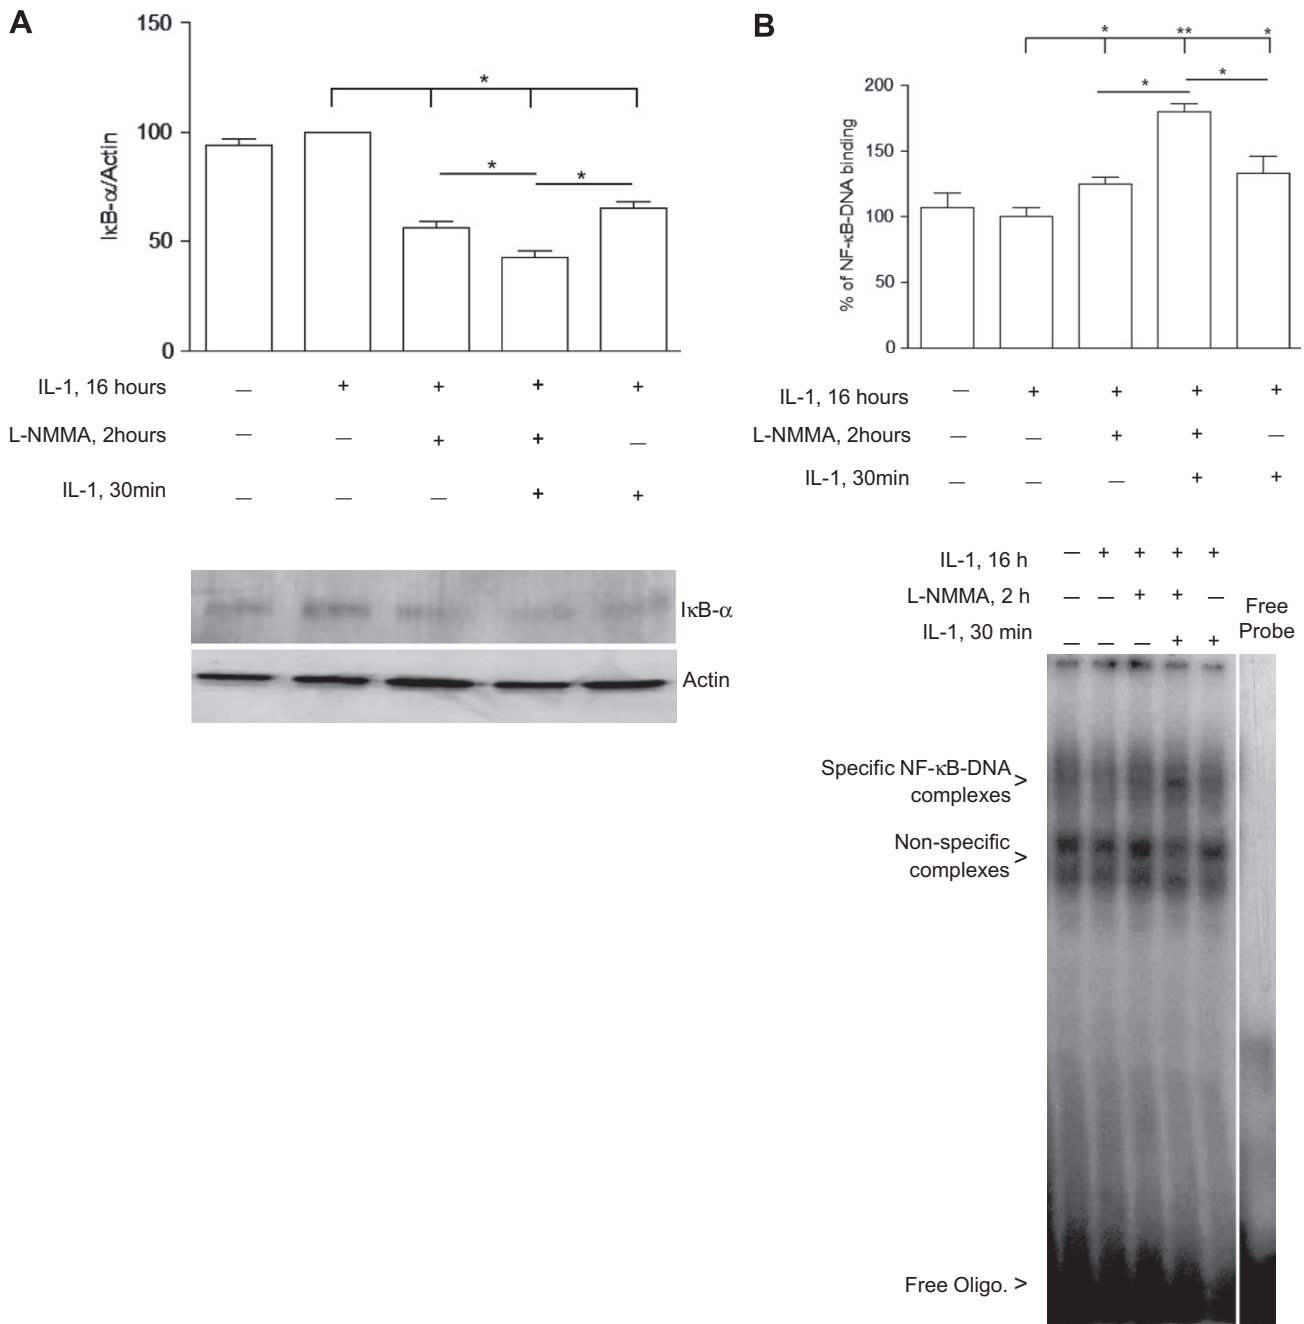 A
150
*
100
*
*
50
0
IκB-α/Actin
IL-1, 16 hours — + + + +
L-NMMA, 2hours — — + + —
IL-1, 30min — — — + +
IκB-α
Actin
B
* ** *
*
*
200
150
100
50
0
% of NF-κB-DNA binding
IL-1, 16 hours — + + + +
L-NMMA, 2hours — — + + —
IL-1, 30min — — — + +
IL-1, 16 h — + + + +
L-NMMA, 2 h — — + + —
IL-1, 30 min — — — + +
Free
Probe
Specific NF-κB-DNA
complexes >
Non-specific
complexes >
Free Oligo. >